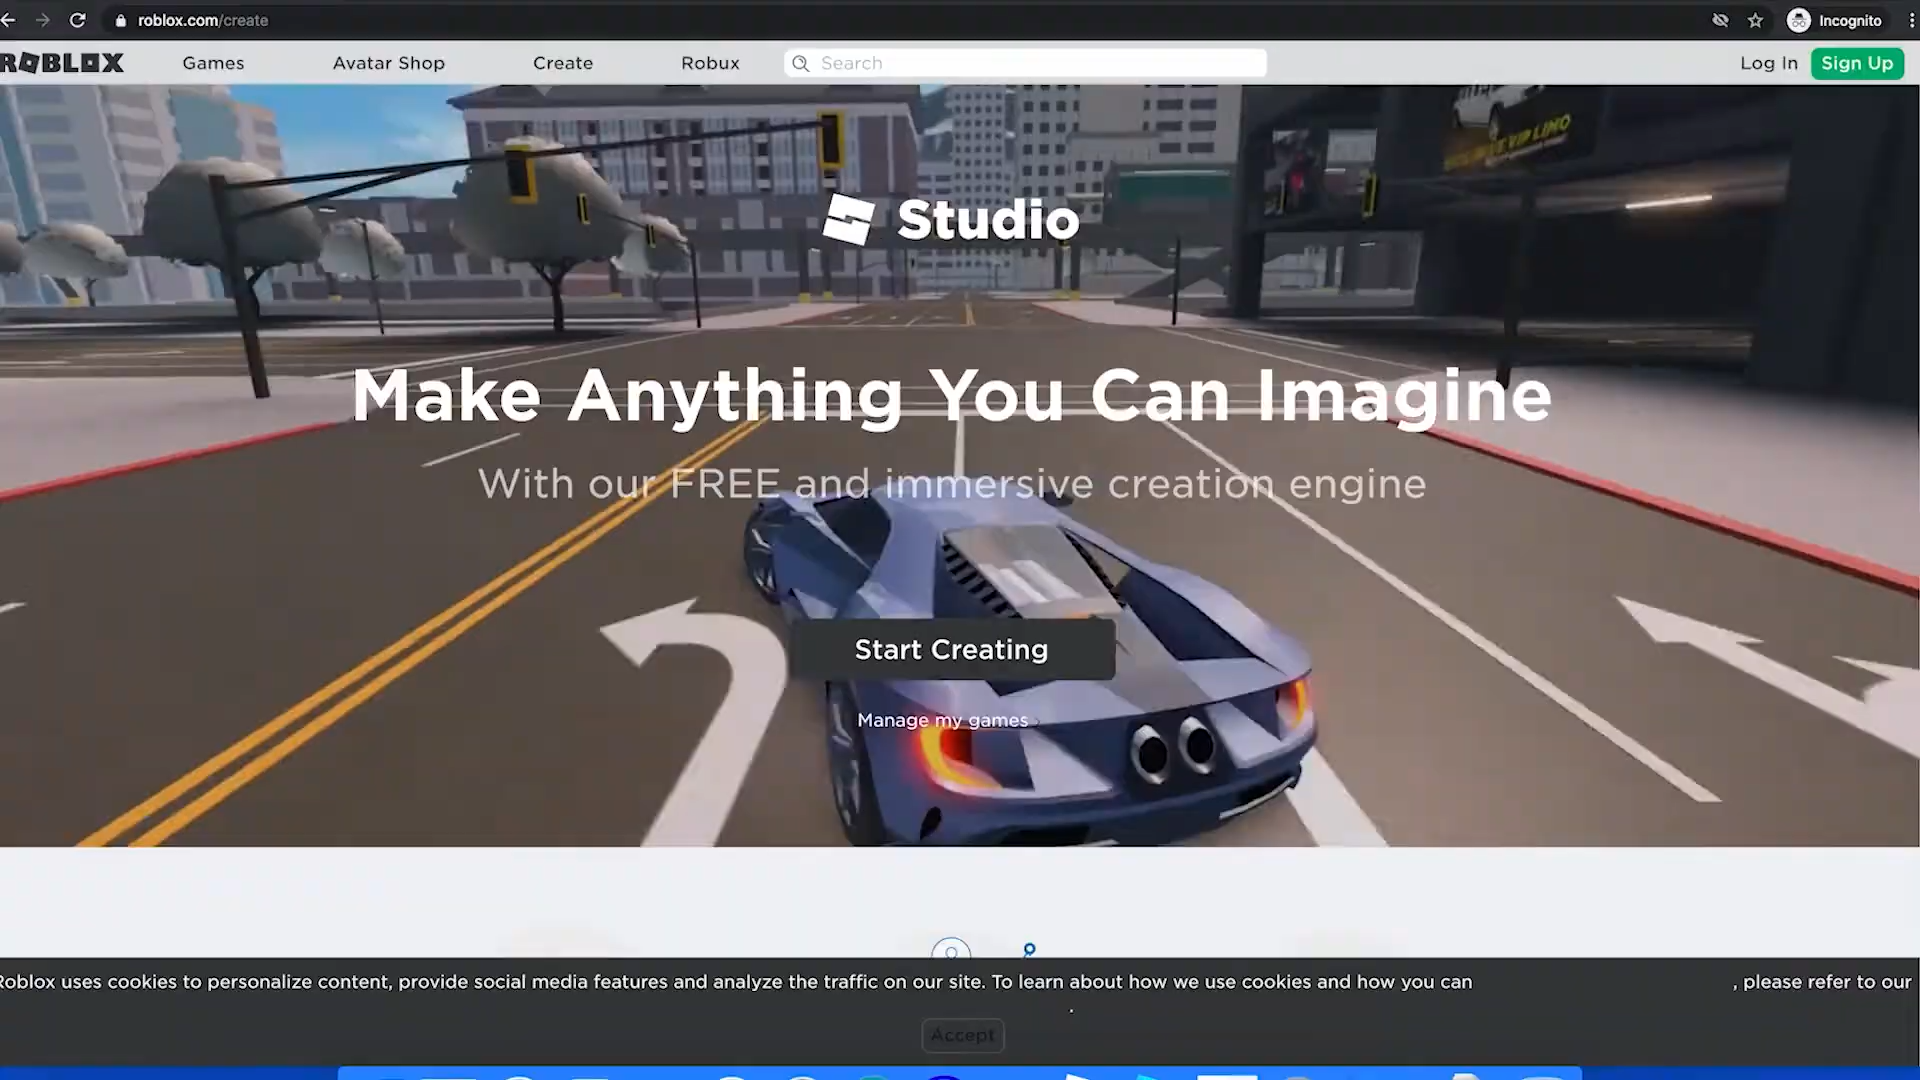 roblox.com/create
Incognito
ROBLOX
Games
Avatar Shop
Create
Robux
Search
Log In
Sign Up
VIP LIMO
Studio
Make Anything You Can Imagine
With our FREE and immersive creation engine
Start Creating
Manage my games
Roblox uses cookies to personalize content, provide social media features and analyze the traffic on our site. To learn about how we use cookies and how you can , please refer to our
.
Accept